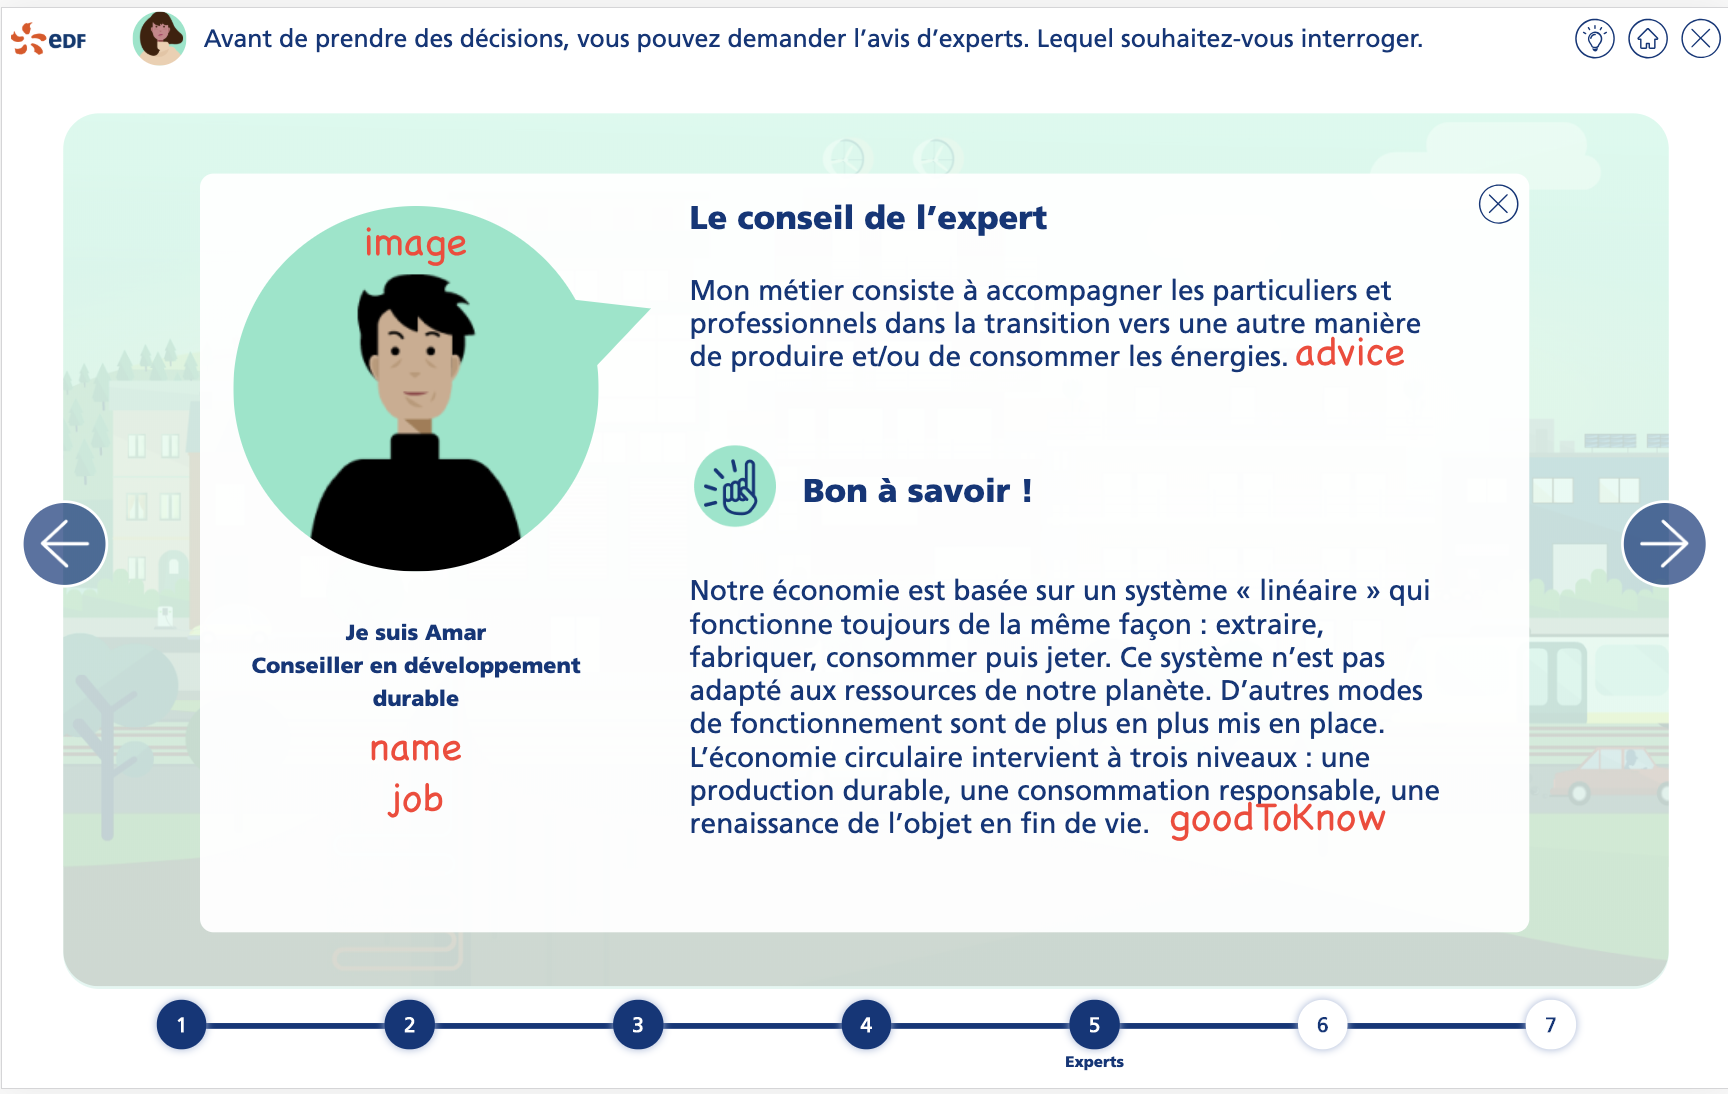 eDF
Avant de prendre des décisions, vous pouvez demander l’avis d’experts. Lequel souhaitez-vous interroger.
image
Je suis Amar
Conseiller en développement
durable
name
job
Le conseil de l’expert
Mon métier consiste à accompagner les particuliers et
professionnels dans la transition vers une autre manière
de produire et/ou de consommer les énergies. advice
Bon à savoir !
Notre économie est basée sur un système « linéaire » qui
fonctionne toujours de la même façon : extraire,
fabriquer, consommer puis jeter. Ce système n’est pas
adapté aux ressources de notre planète. D’autres modes
de fonctionnement sont de plus en plus mis en place.
L’économie circulaire intervient à trois niveaux : une
production durable, une consommation responsable, une
renaissance de l’objet en fin de vie. goodToKnow
1 2 3 4 5 6 7
Experts